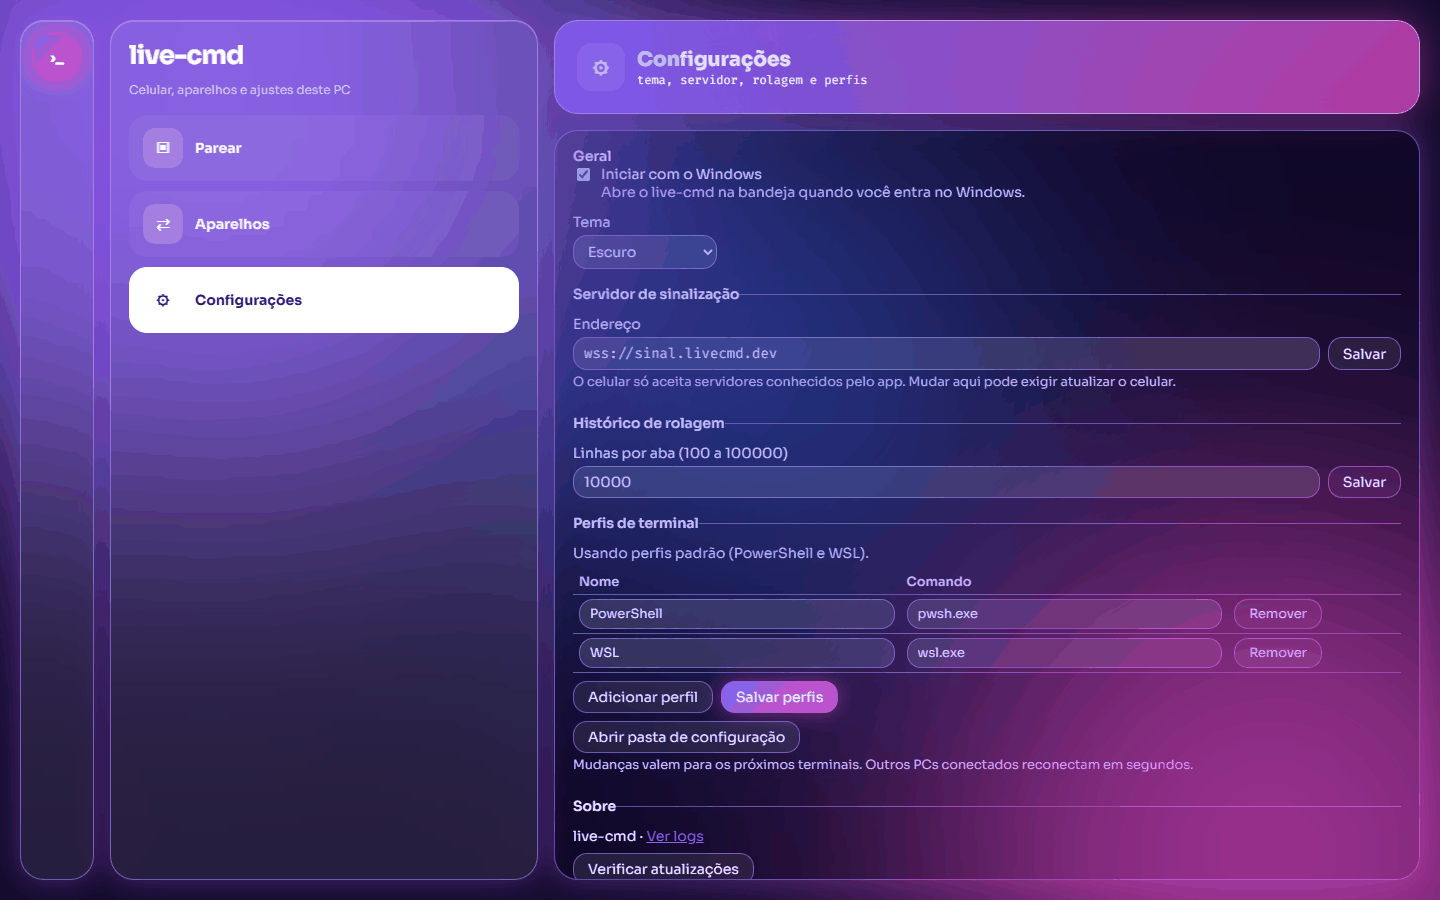 live-cmd
Celular, aparelhos e ajustes deste PC
Parear
Aparelhos
Configurações
Configurações
tema, servidor, rolagem e perfis
Geral
Iniciar com o Windows
Abre o live-cmd na bandeja quando você entra no Windows.
Tema
Escuro
Servidor de sinalização
Endereço
wss://sinal.livecmd.dev
Salvar
O celular só aceita servidores conhecidos pelo app. Mudar aqui pode exigir atualizar o celular.
Histórico de rolagem
Linhas por aba (100 a 100000)
10000
Salvar
Perfis de terminal
Usando perfis padrão (PowerShell e WSL).
Nome Comando
PowerShell pwsh.exe Remover
WSL wsl.exe Remover
Adicionar perfil Salvar perfis
Abrir pasta de configuração
Mudanças valem para os próximos terminais. Outros PCs conectados reconectam em segundos.
Sobre
live-cmd · Ver logs
Verificar atualizações